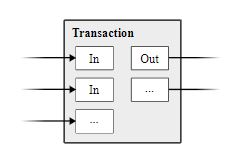 Transaction
In Out
In ...
...